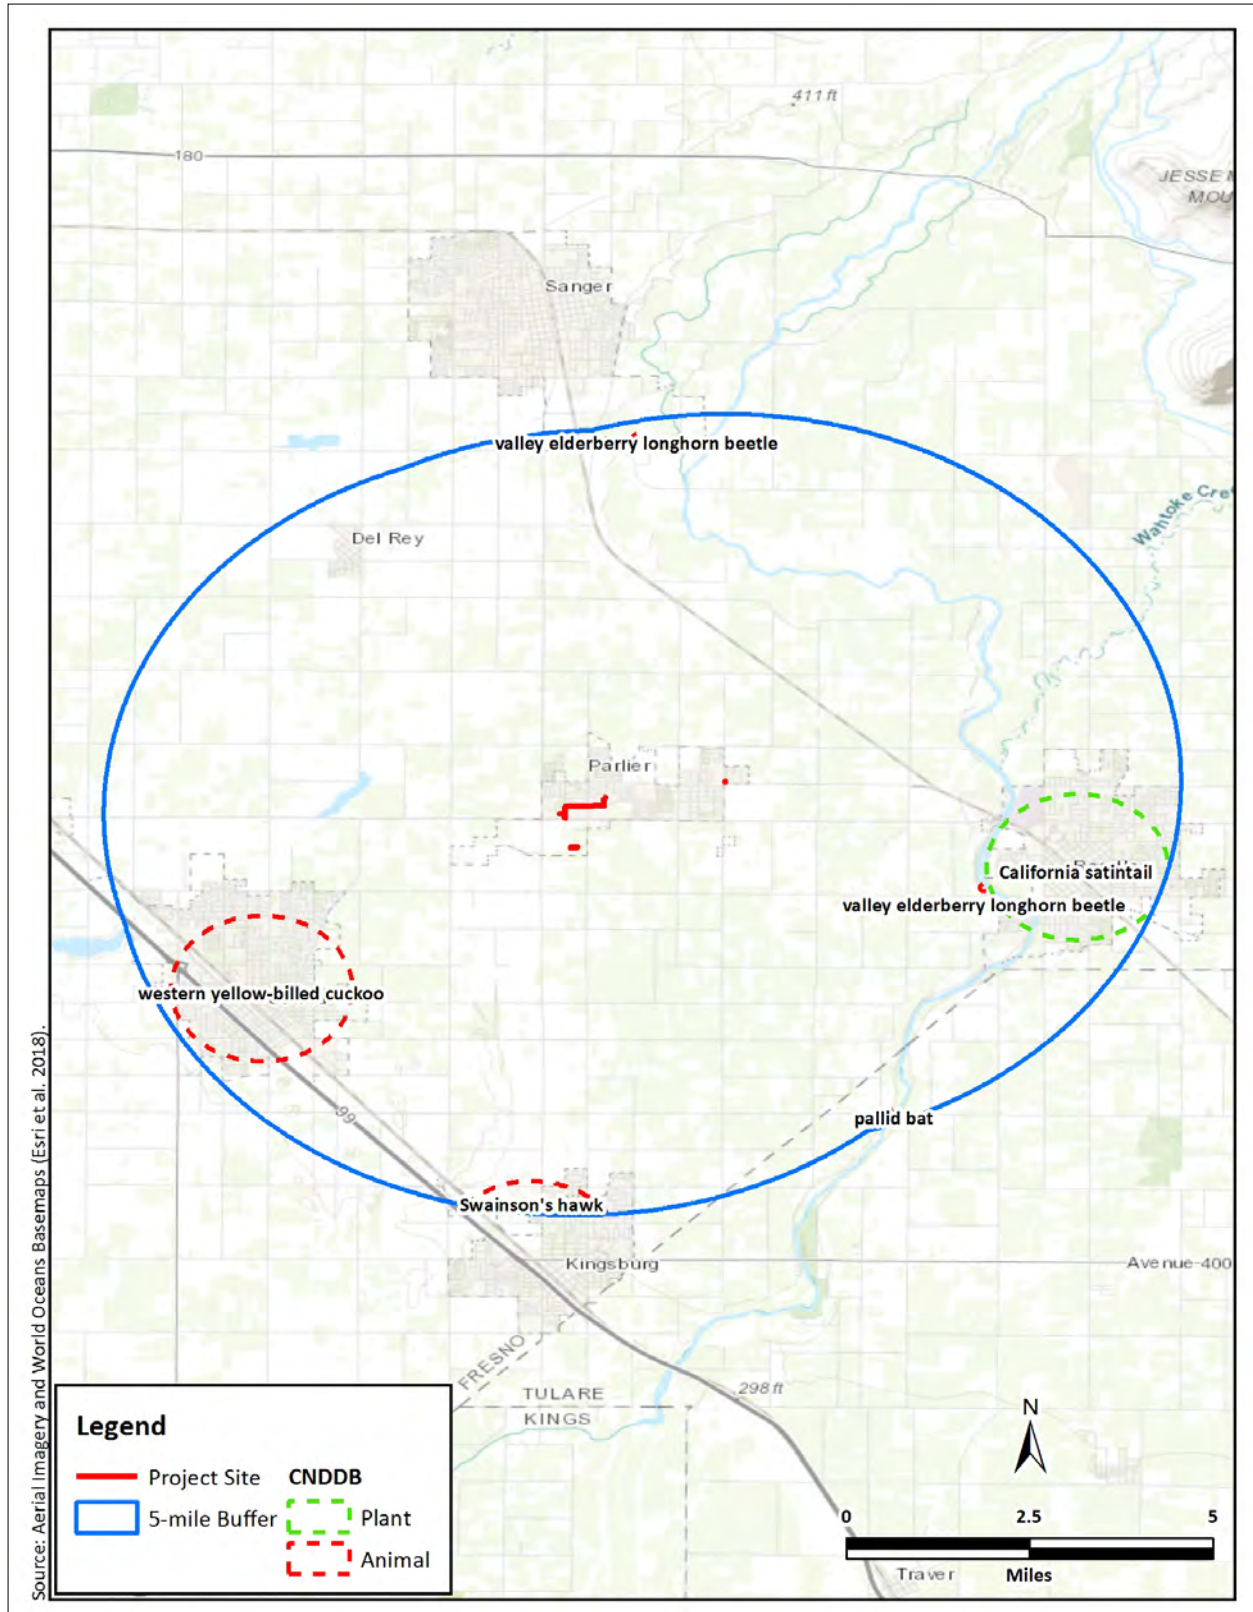 411 ft
180
JESSE M
MOU
Sanger
valley elderberry longhorn beetle
Del Rey
Wahtoke Cre
Parlier
California satintail
valley elderberry longhorn beetle
western yellow-billed cuckoo
99
pallid bat
Swainson's hawk
Kingsburg
Avenue 400
FRESNO
TULARE
KINGS
298 ft
Source: Aerial Imagery and World Oceans Basemaps (Esri et al. 2018).
Legend
Project Site
5-mile Buffer
CNDDB
Plant
Animal
N
0 2.5 5
Miles
Traver